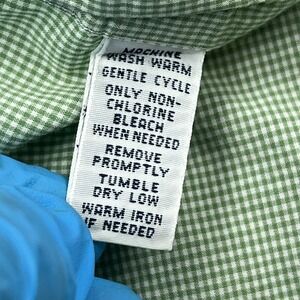 MACHINE
WASH WARM
GENTLE CYCLE
ONLY NON-
CHLORINE
BLEACH
WHEN NEEDED
REMOVE
PROMPTLY
TUMBLE
DRY LOW
WARM IRON
IF NEEDED